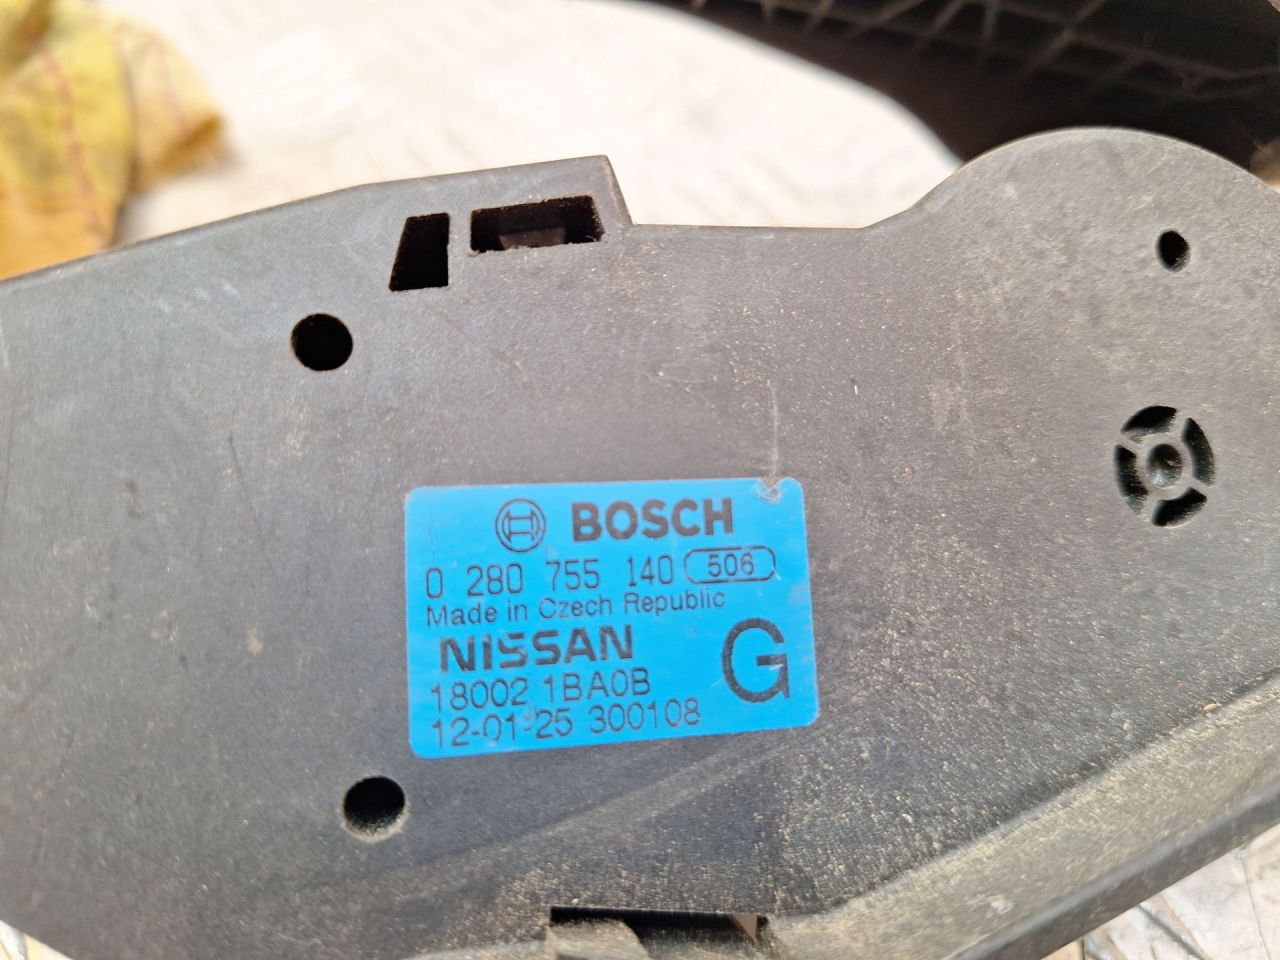 BOSCH
0 280 755 140 506
Made in Czech Republic
NISSAN
G
18002 1BA0B
12-01-25 300108